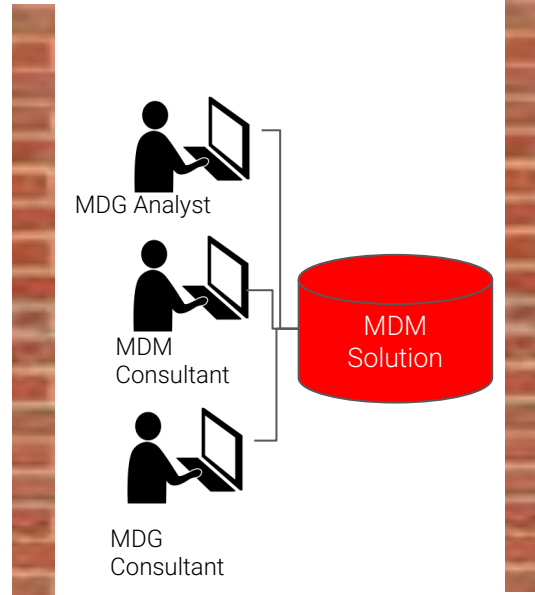 MDG Analyst
MDM
Consultant
MDM
Solution
MDG
Consultant